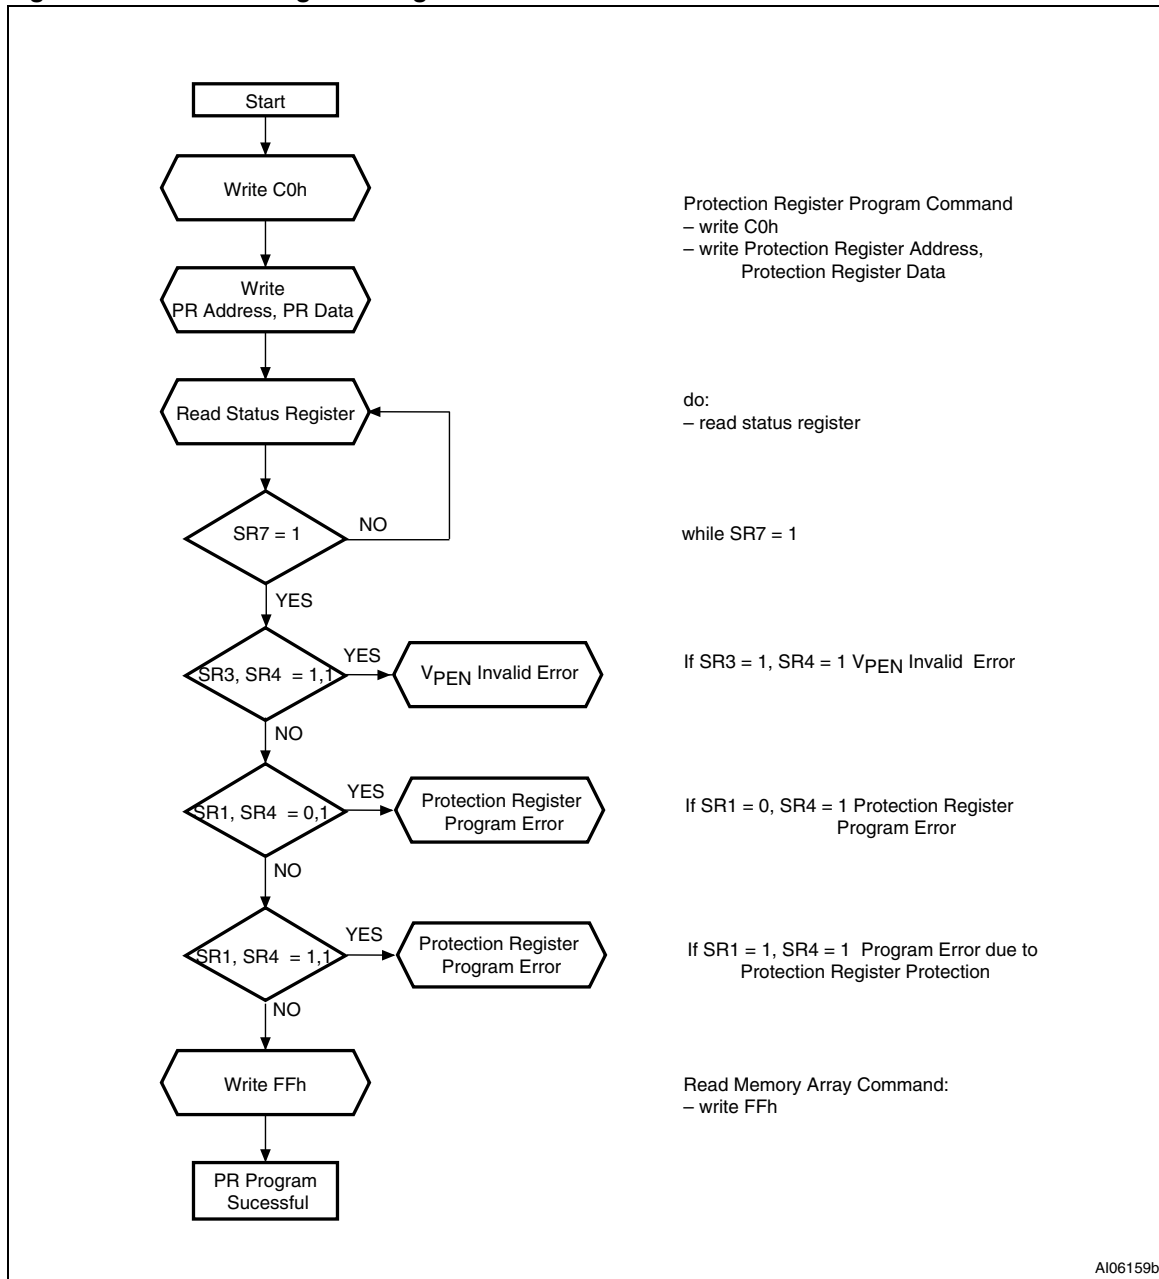 Start
Write C0h
Protection Register Program Command
– write C0h
– write Protection Register Address,
Protection Register Data
Write
PR Address, PR Data
Read Status Register
do:
– read status register
SR7 = 1
NO
while SR7 = 1
YES
SR3, SR4 = 1,1
YES
VPEN Invalid Error
If SR3 = 1, SR4 = 1 VPEN Invalid Error
NO
SR1, SR4 = 0,1
YES
Protection Register
Program Error
If SR1 = 0, SR4 = 1 Protection Register
Program Error
NO
SR1, SR4 = 1,1
YES
Protection Register
Program Error
If SR1 = 1, SR4 = 1 Program Error due to
Protection Register Protection
NO
Write FFh
Read Memory Array Command:
– write FFh
PR Program
Sucessful
AI06159b